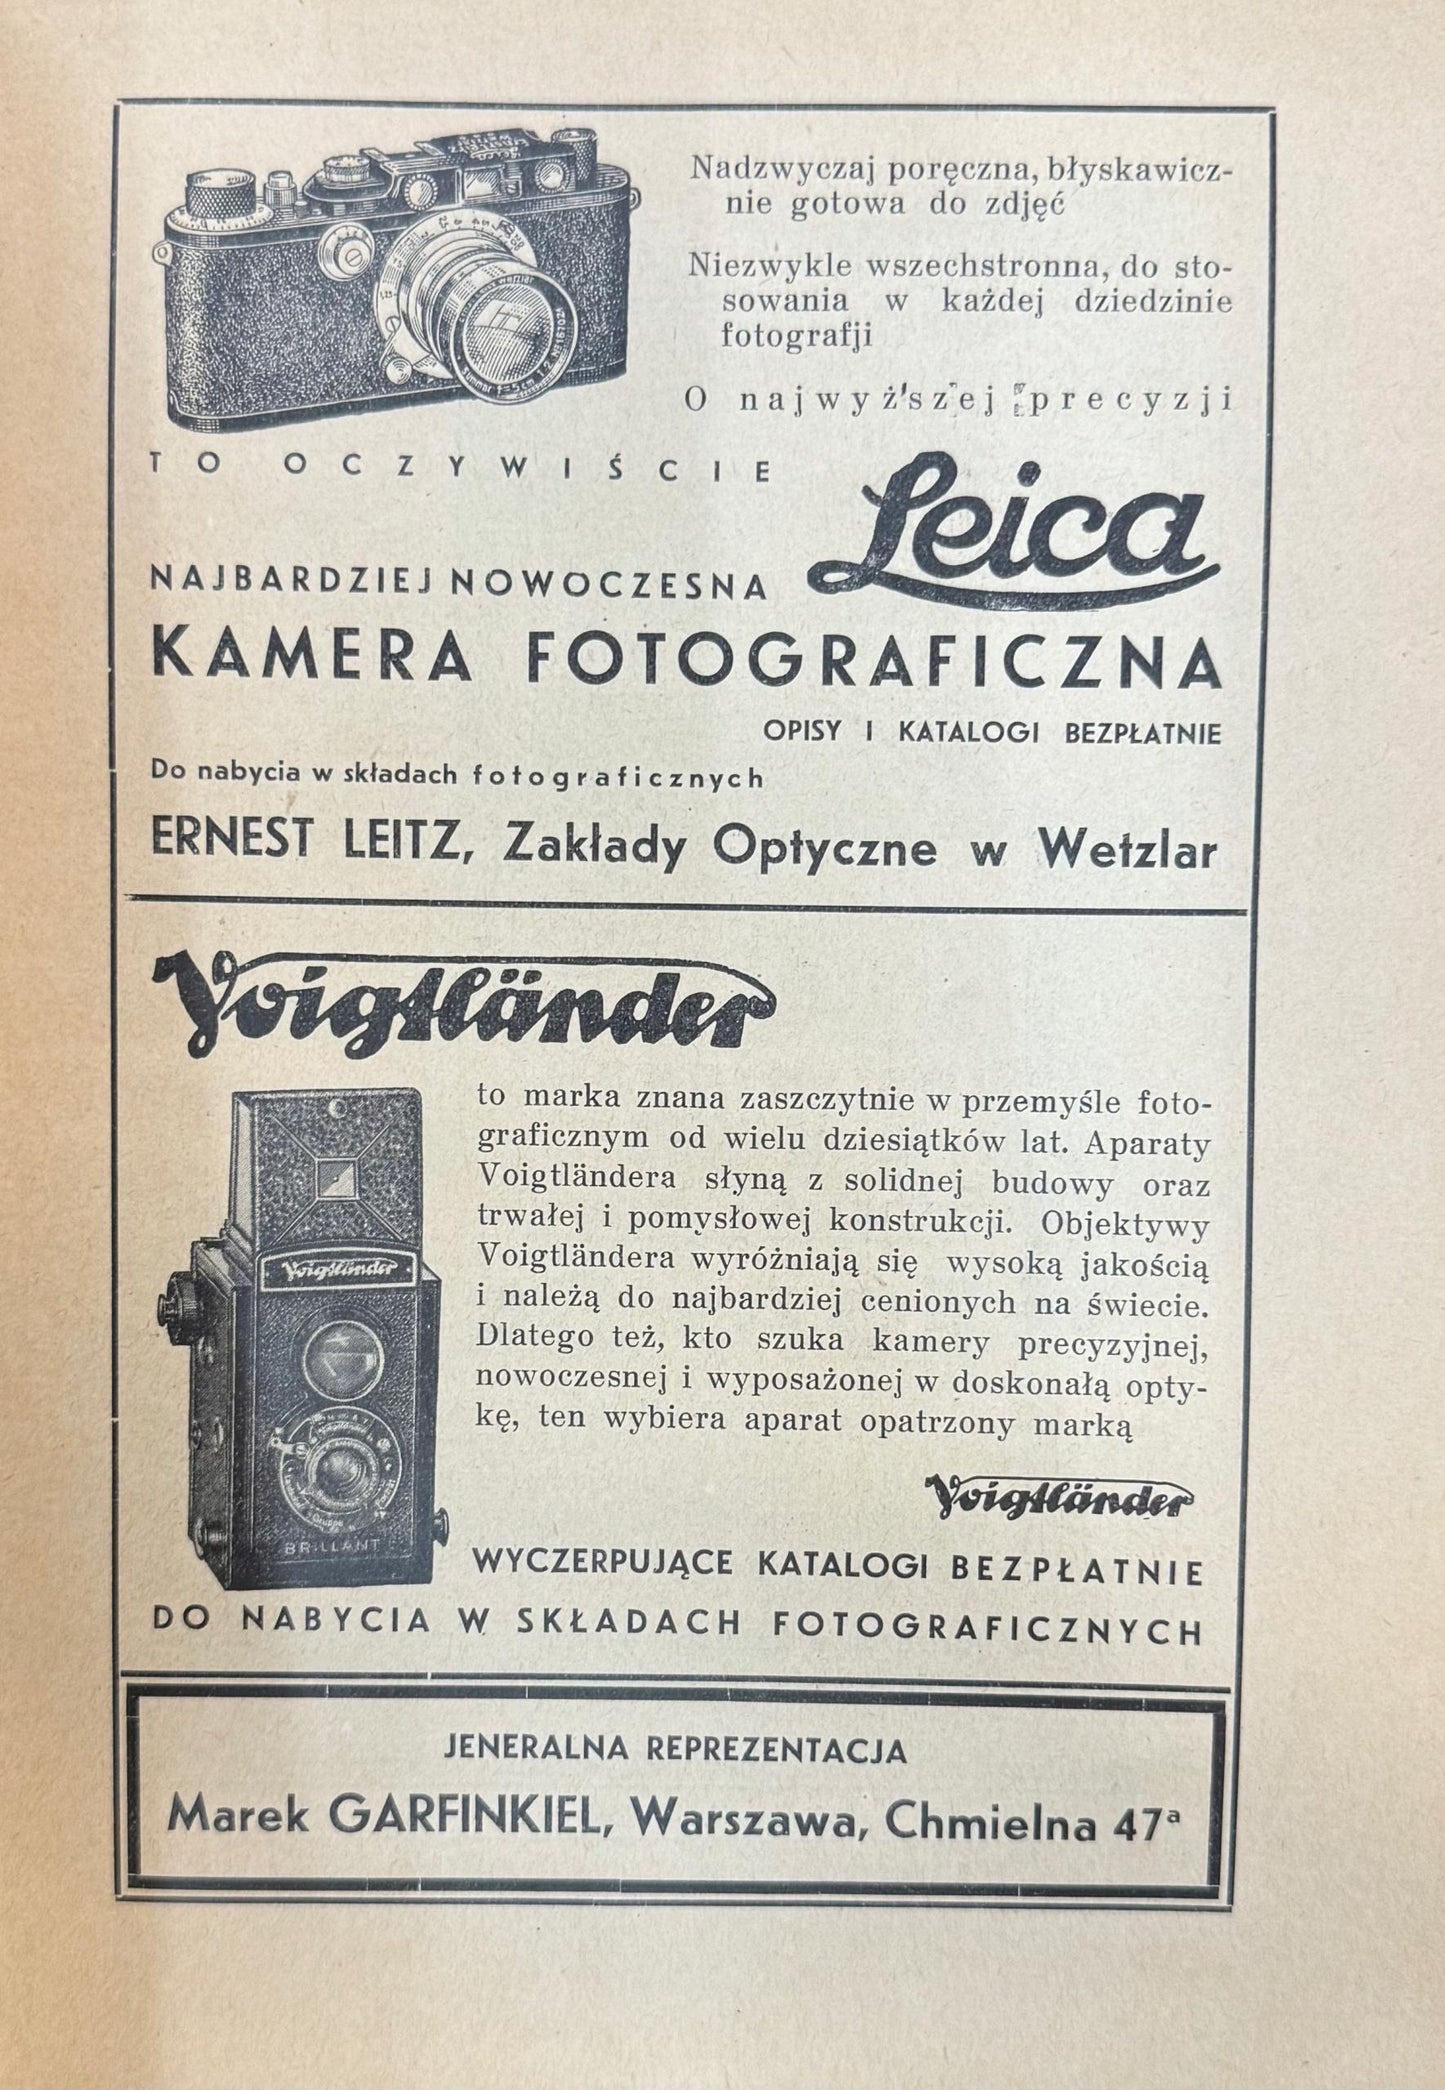 Nadzwyczaj poręczna, błyskawicz-
nie gotowa do zdjęć
Niezwykle wszechstronna, do sto-
sowania w każdej dziedzinie
fotografji
O najwyższej precyzji
TO OCZYWIŚCIE
Leica
NAJBARDZIEJ NOWOCZESNA
KAMERA FOTOGRAFICZNA
OPISY I KATALOGI BEZPŁATNIE
Do nabycia w składach fotograficznych
ERNEST LEITZ, Zakłady Optyczne w Wetzlar
Voigtländer
to marka znana zaszczytnie w przemyśle foto-
graficznym od wielu dziesiątków lat. Aparaty
Voigtländera słyną z solidnej budowy oraz
trwałej i pomysłowej konstrukcji. Objektywy
Voigtländera wyróżniają się wysoką jakością
i należą do najbardziej cenionych na świecie.
Dlatego też, kto szuka kamery precyzyjnej,
nowoczesnej i wyposażonej w doskonałą opty-
kę, ten wybiera aparat opatrzony marką
Voigtländer
Voigtländer
BRILLANT
WYCZERPUJĄCE KATALOGI BEZPŁATNIE
DO NABYCIA W SKŁADACH FOTOGRAFICZNYCH
JENERALNA REPREZENTACJA
Marek GARFINKIEL, Warszawa, Chmielna 47ª